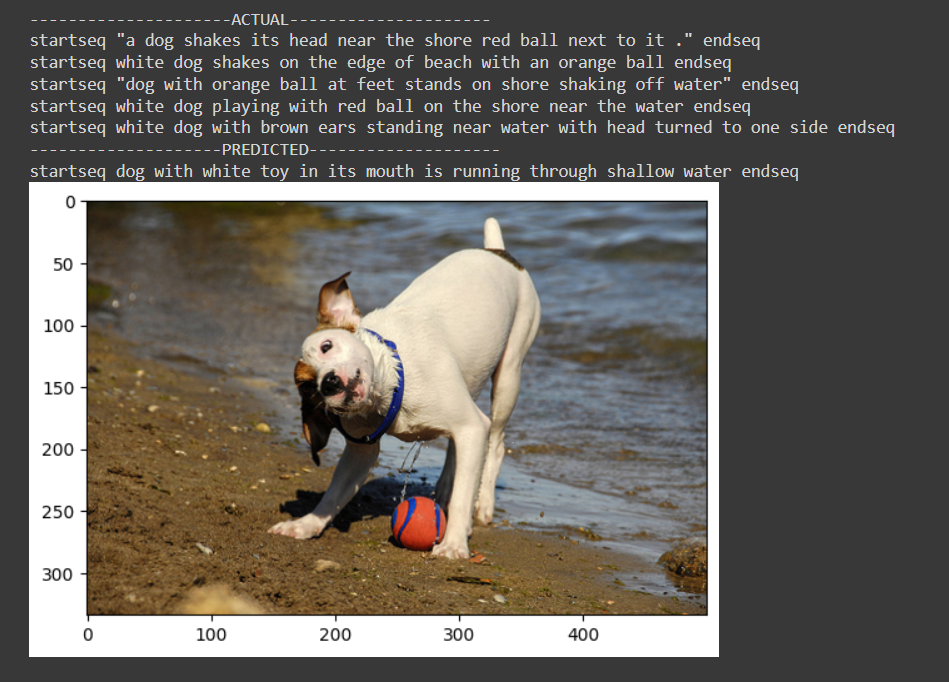 ---------------------ACTUAL---------------------
startseq "a dog shakes its head near the shore red ball next to it ." endseq
startseq white dog shakes on the edge of beach with an orange ball endseq
startseq "dog with orange ball at feet stands on shore shaking off water" endseq
startseq white dog playing with red ball on the shore near the water endseq
startseq white dog with brown ears standing near water with head turned to one side endseq
--------------------PREDICTED--------------------
startseq dog with white toy in its mouth is running through shallow water endseq
0
50
100
150
200
250
300
0 100 200 300 400